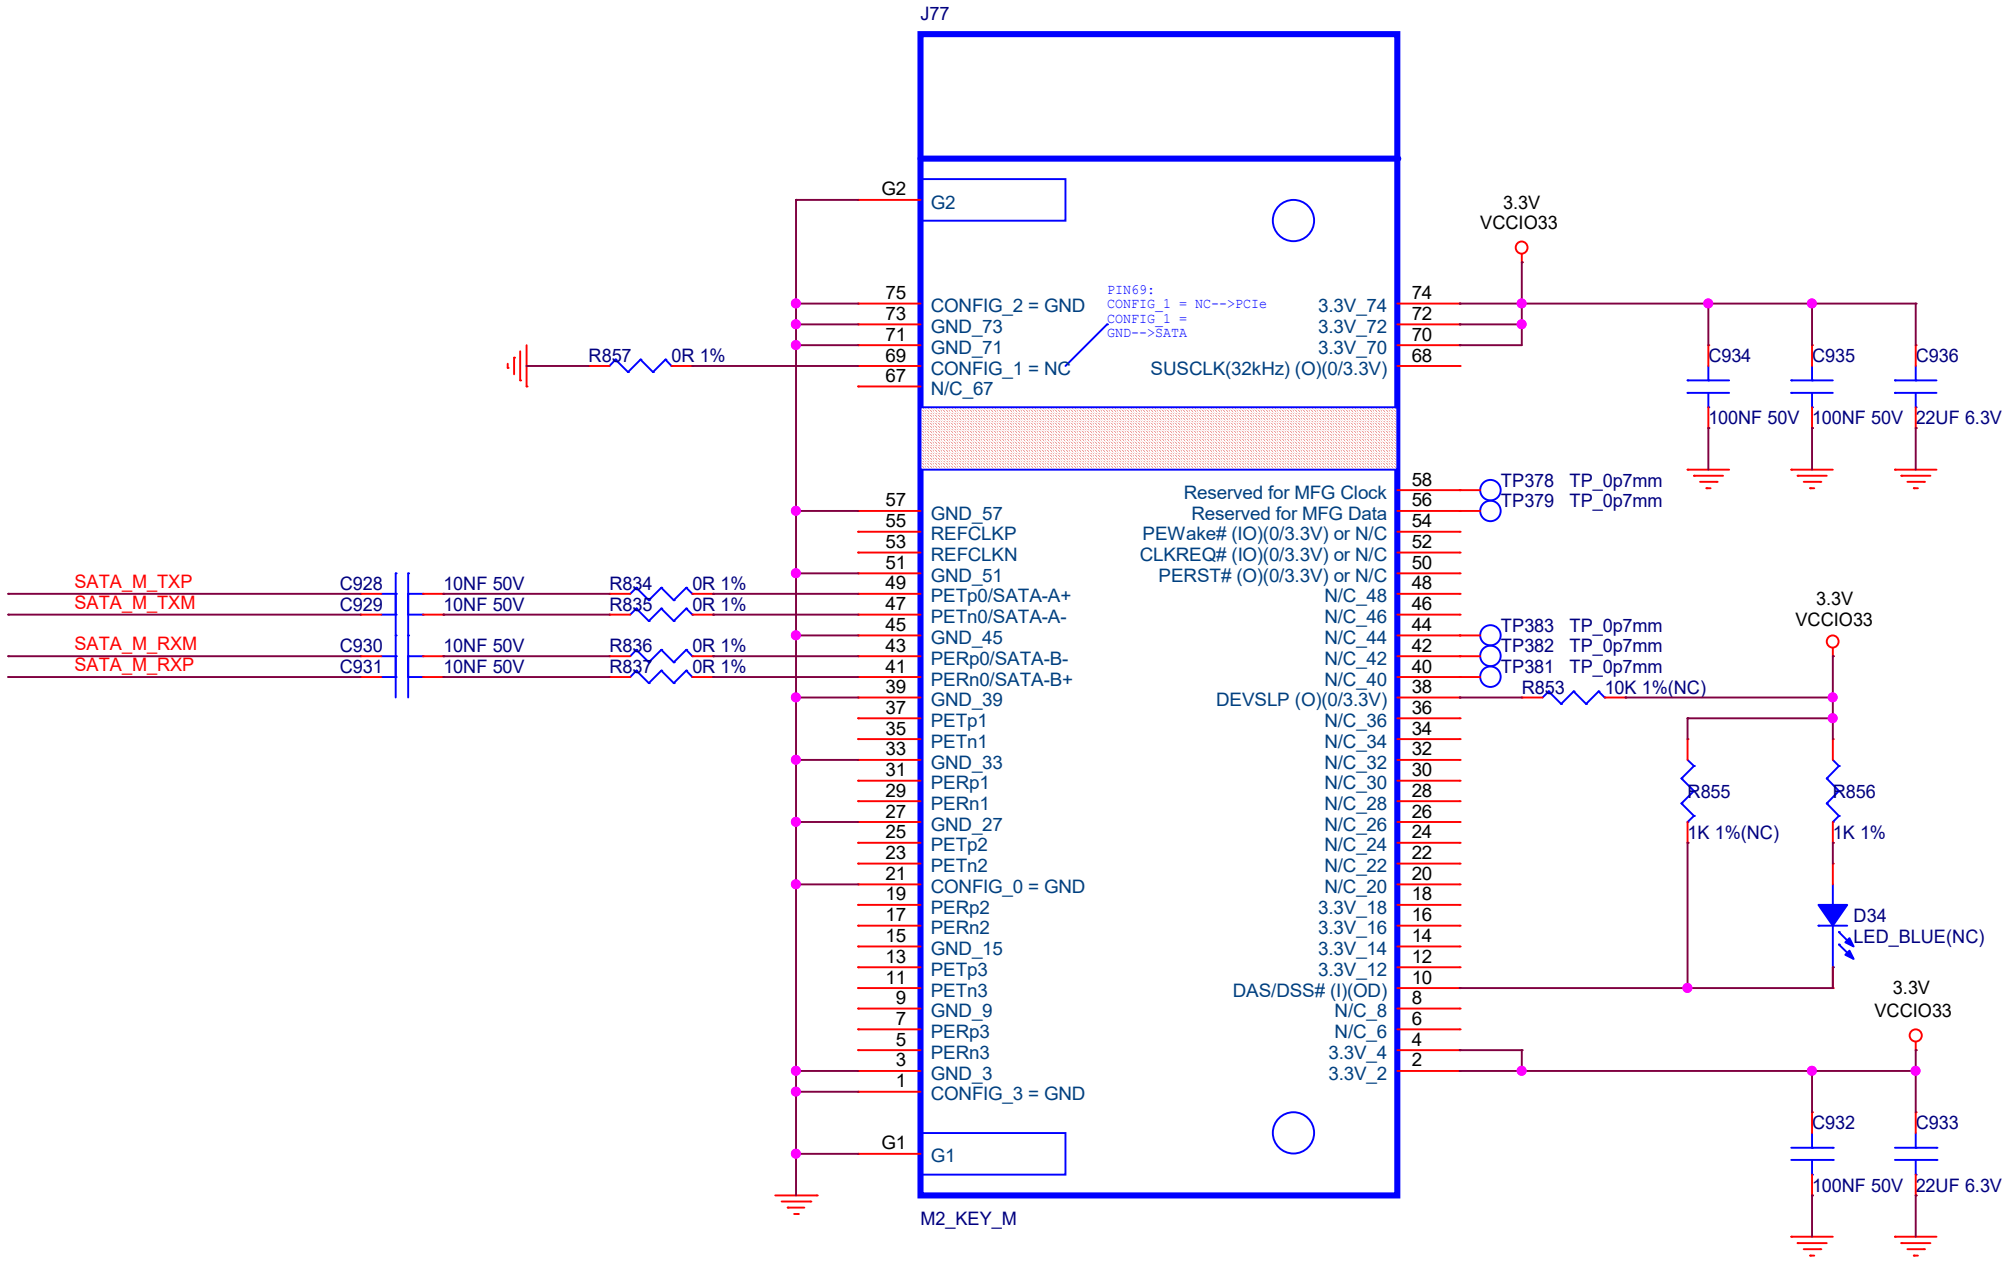 J77
G2
G2
3.3V
VCCIO33
75
CONFIG_2 = GND
73
GND_73
71
GND_71
69
CONFIG_1 = NC
67
N/C_67
R857
0R 1%
PIN69:
CONFIG_1 = NC-->PCIe
CONFIG_1 =
GND-->SATA
3.3V_74
74
3.3V_72
72
3.3V_70
70
SUSCLK(32kHz) (O)(0/3.3V)
68
C934
100NF 50V
C935
100NF 50V
C936
22UF 6.3V
57
GND_57
55
REFCLKP
53
REFCLKN
51
GND_51
49
PETp0/SATA-A+
47
PETn0/SATA-A-
45
GND_45
43
PERp0/SATA-B-
41
PERn0/SATA-B+
39
GND_39
37
PETp1
35
PETn1
33
GND_33
31
PERp1
29
PERn1
27
GND_27
25
PETp2
23
PETn2
21
CONFIG_0 = GND
19
PERp2
17
PERn2
15
GND_15
13
PETp3
11
PETn3
9
GND_9
7
PERp3
5
PERn3
3
GND_3
1
CONFIG_3 = GND
G1
G1
SATA_M_TXP
C928
10NF 50V
R834
0R 1%
SATA_M_TXM
C929
10NF 50V
R835
0R 1%
SATA_M_RXM
C930
10NF 50V
R836
0R 1%
SATA_M_RXP
C931
10NF 50V
R837
0R 1%
Reserved for MFG Clock
58
TP378 TP_0p7mm
Reserved for MFG Data
56
TP379 TP_0p7mm
PEWake# (IO)(0/3.3V) or N/C
54
CLKREQ# (IO)(0/3.3V) or N/C
52
PERST# (O)(0/3.3V) or N/C
50
N/C_48
48
N/C_46
46
N/C_44
44
TP383 TP_0p7mm
N/C_42
42
TP382 TP_0p7mm
N/C_40
40
TP381 TP_0p7mm
DEVSLP (O)(0/3.3V)
38
R853
10K 1%(NC)
N/C_36
36
N/C_34
34
N/C_32
32
N/C_30
30
N/C_28
28
N/C_26
26
N/C_24
24
N/C_22
22
N/C_20
20
3.3V_18
18
3.3V_16
16
3.3V_14
14
3.3V_12
12
DAS/DSS# (I)(OD)
10
N/C_8
8
N/C_6
6
3.3V_4
4
3.3V_2
2
3.3V
VCCIO33
R855
1K 1%(NC)
R856
1K 1%
D34
LED_BLUE(NC)
3.3V
VCCIO33
C932
100NF 50V
C933
22UF 6.3V
M2_KEY_M